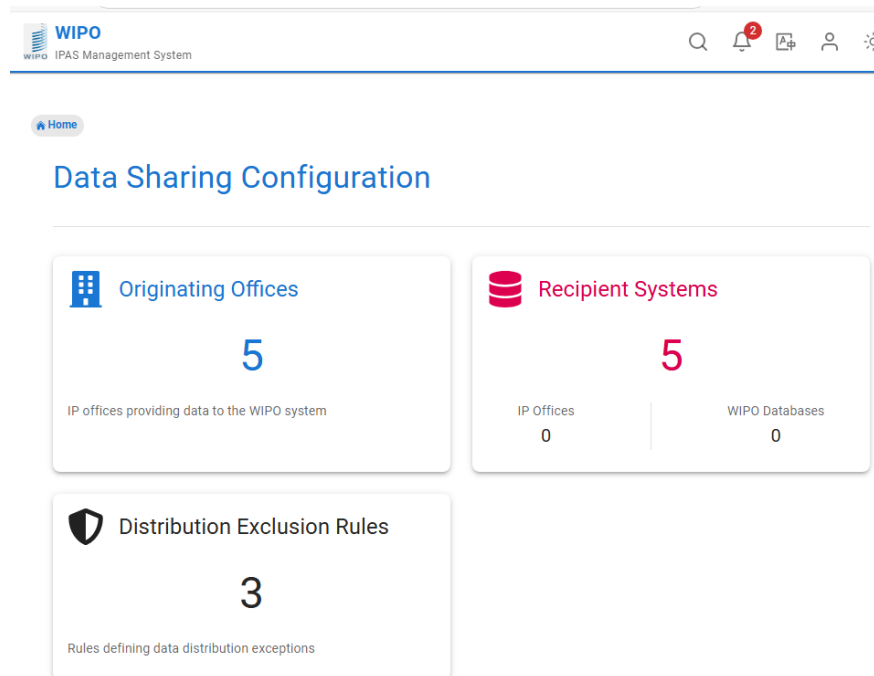 WIPO
WIPO
IPAS Management System
2
Home
Data Sharing Configuration
Originating Offices
5
IP offices providing data to the WIPO system
Recipient Systems
5
IP Offices
0
WIPO Databases
0
Distribution Exclusion Rules
3
Rules defining data distribution exceptions